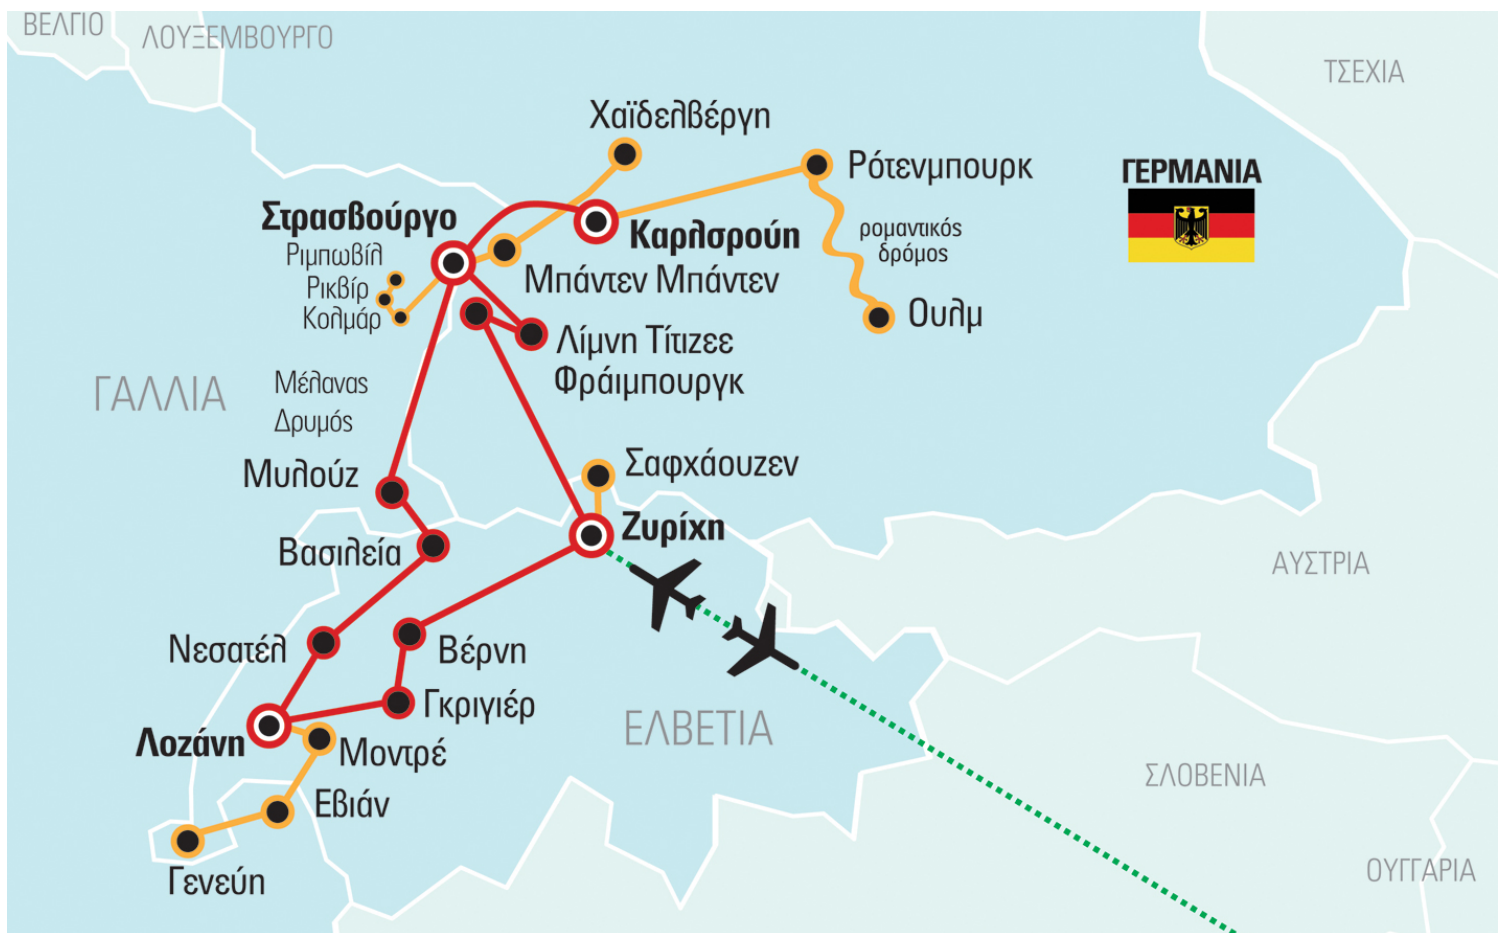 ΒΕΛΓΙΟ
ΛΟΥΞΕΜΒΟΥΡΓΟ
ΤΣΕΧΙΑ
Χαϊδελβέργη
Ρότενμπουρκ
ΓΕΡΜΑΝΙΑ
Στρασβούργο
Καρλσρούη
ρομαντικός
δρόμος
Ριμπωβίλ
Ρικβίρ
Κολμάρ
Μπάντεν Μπάντεν
Ουλμ
Λίμνη Τίτιζεε
Φράιμπουργκ
ΓΑΛΛΙΑ
Μέλανας
Δρυμός
Μυλούζ
Σαφχάουζεν
Ζυρίχη
Βασιλεία
ΑΥΣΤΡΙΑ
Νεσατέλ
Βέρνη
Γκριγιέρ
ΕΛΒΕΤΙΑ
Λοζάνη
Μοντρέ
Εβιάν
ΣΛΟΒΕΝΙΑ
Γενεύη
ΟΥΓΓΑΡΙΑ